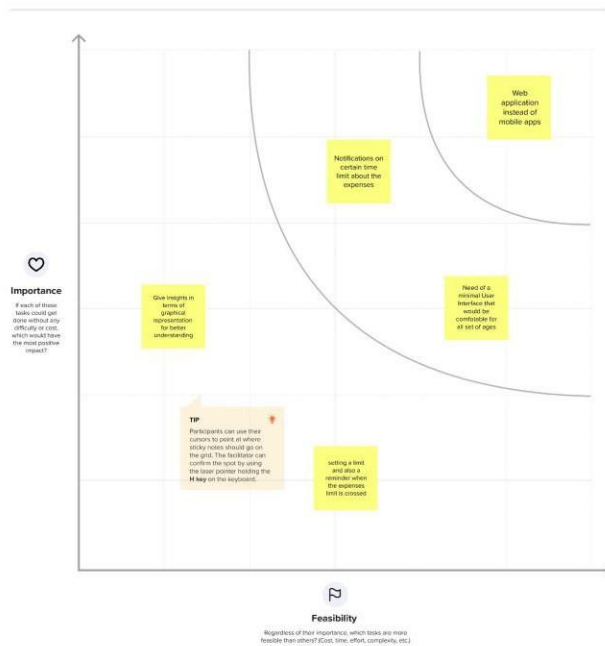 Web
application
instead of
mobile apps
Notifications on
certain time
limit about the
expenses
Importance
If each of these
tasks could get
done without any
difficulty or cost,
which would have
the most positive
impact?
Give insights in
terms of
graphical
representation
for better
understanding
Need of a
minimal User
Interface that
would be
comfotable for
all set of ages
TIP
Participants can use their
cursors to point at where
sticky notes should go on
the grid. The facilitator can
confirm the spot by using
the laser pointer holding the
H key on the keyboard.
setting a limit
and also a
reminder when
the expenses
limit is crossed
Feasibility
Regardless of their importance, which tasks are more
feasible than others? (Cost, time, effort, complexity, etc.)